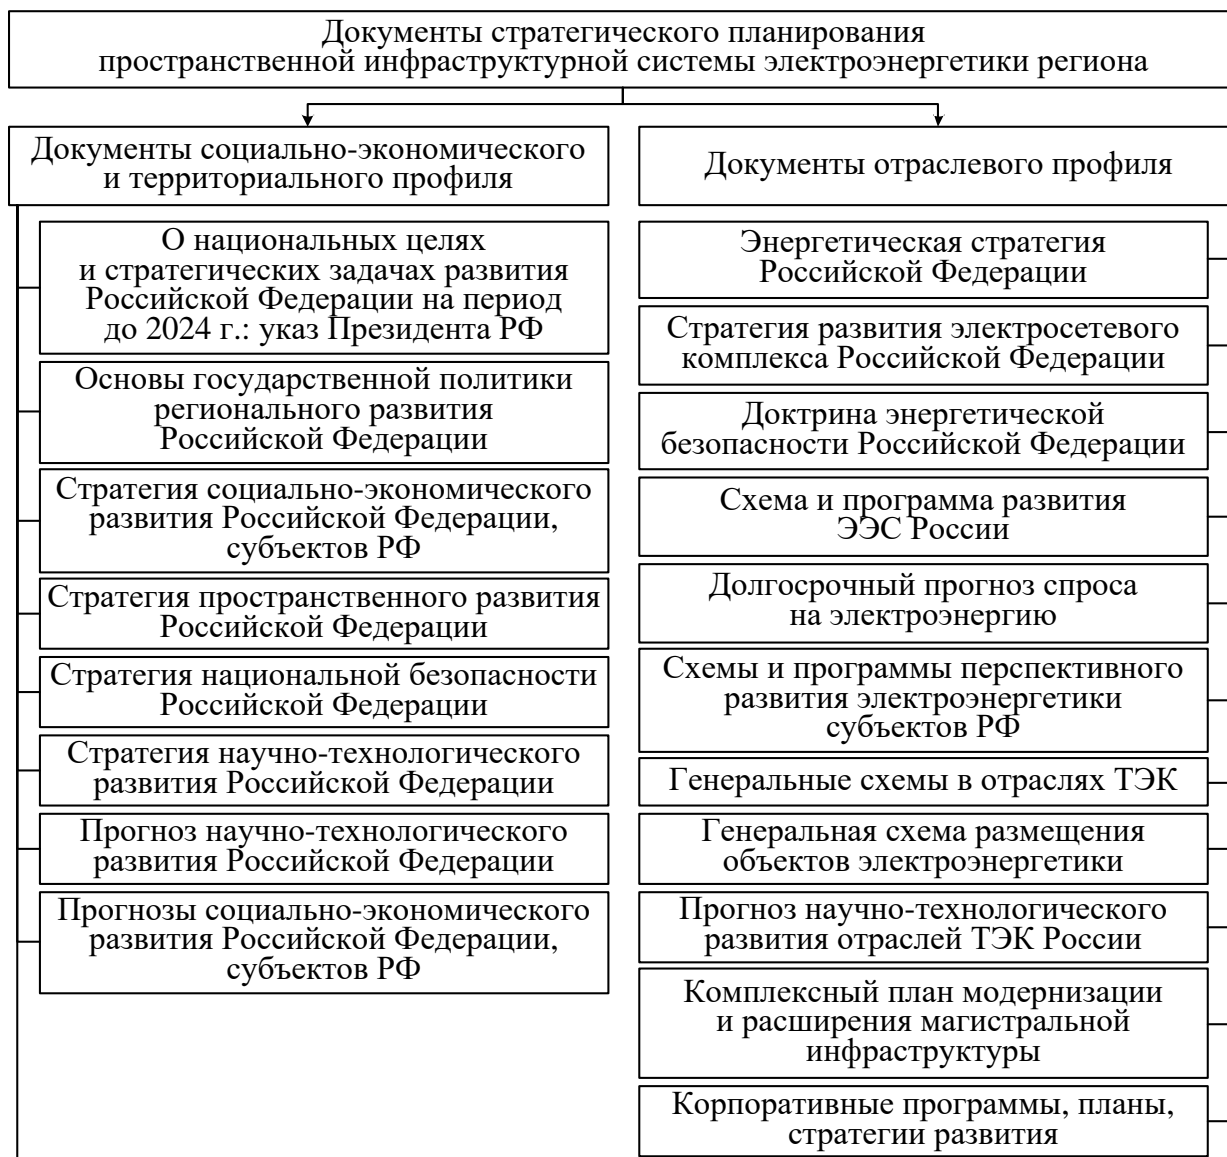 Документы стратегического планирования
пространственной инфраструктурной системы электроэнергетики региона
Документы социально-экономического
и территориального профиля
О национальных целях
и стратегических задачах развития
Российской Федерации на период
до 2024 г.: указ Президента РФ
Основы государственной политики
регионального развития
Российской Федерации
Стратегия социально-экономического
развития Российской Федерации,
субъектов РФ
Стратегия пространственного развития
Российской Федерации
Стратегия национальной безопасности
Российской Федерации
Стратегия научно-технологического
развития Российской Федерации
Прогноз научно-технологического
развития Российской Федерации
Прогнозы социально-экономического
развития Российской Федерации,
субъектов РФ
Документы отраслевого профиля
Энергетическая стратегия
Российской Федерации
Стратегия развития электросетевого
комплекса Российской Федерации
Доктрина энергетической
безопасности Российской Федерации
Схема и программа развития
ЭЭС России
Долгосрочный прогноз спроса
на электроэнергию
Схемы и программы перспективного
развития электроэнергетики
субъектов РФ
Генеральные схемы в отраслях ТЭК
Генеральная схема размещения
объектов электроэнергетики
Прогноз научно-технологического
развития отраслей ТЭК России
Комплексный план модернизации
и расширения магистральной
инфраструктуры
Корпоративные программы, планы,
стратегии развития